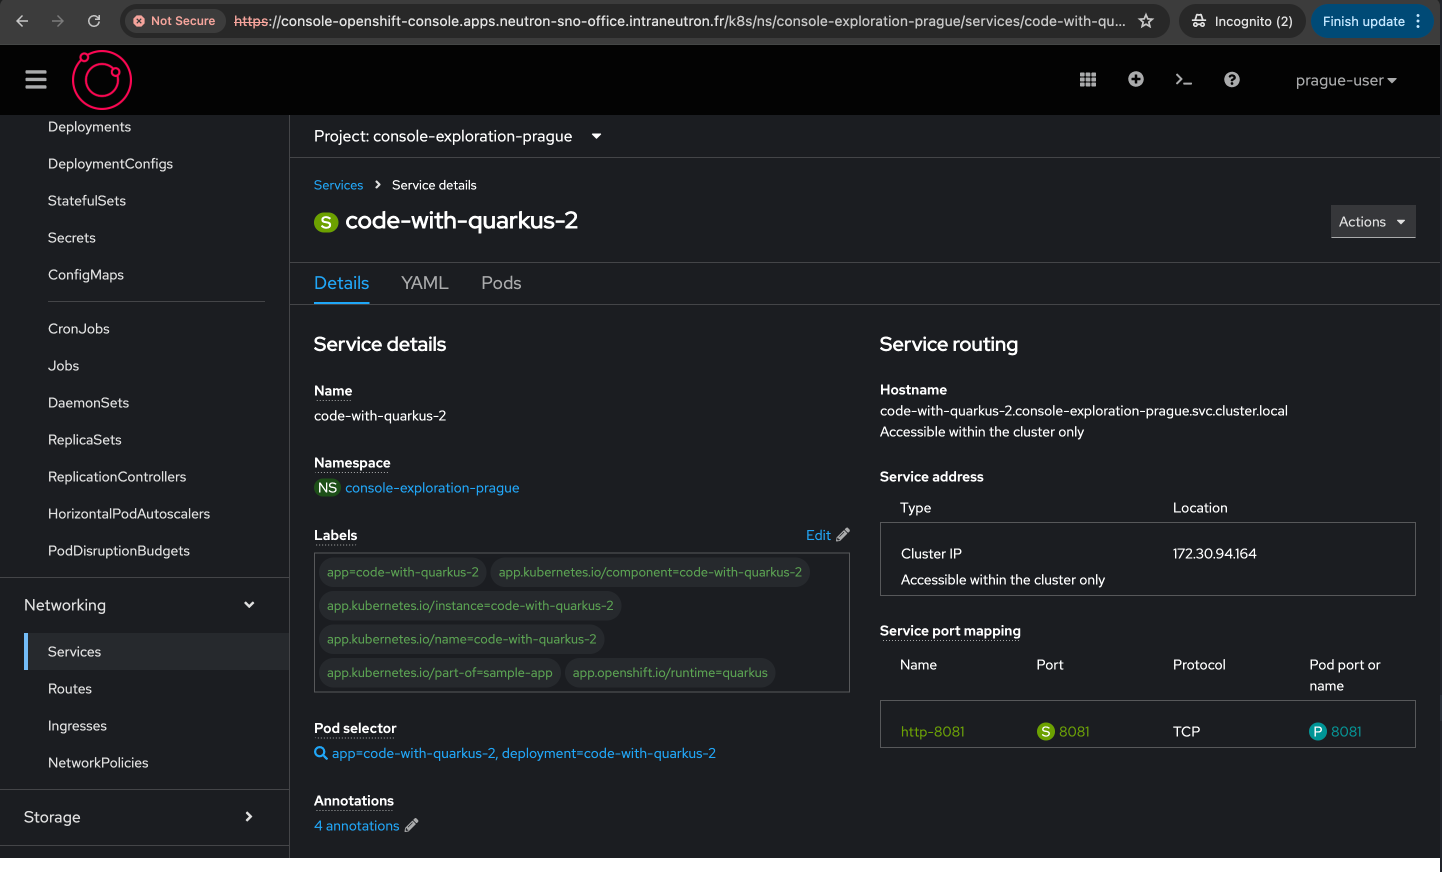 Not Secure
https://console-openshift-console.apps.neutron-sno-office.intraneutron.fr/k8s/ns/console-exploration-prague/services/code-with-qu...
Incognito (2)
Finish update
prague-user
Deployments
DeploymentConfigs
StatefulSets
Secrets
ConfigMaps
CronJobs
Jobs
DaemonSets
ReplicaSets
ReplicationControllers
HorizontalPodAutoscalers
PodDisruptionBudgets
Networking
Services
Routes
Ingresses
NetworkPolicies
Storage
Project: console-exploration-prague
Services > Service details
S code-with-quarkus-2
Actions
Details YAML Pods
Service details
Name
code-with-quarkus-2
Namespace
NS console-exploration-prague
Labels Edit
app=code-with-quarkus-2 app.kubernetes.io/component=code-with-quarkus-2
app.kubernetes.io/instance=code-with-quarkus-2
app.kubernetes.io/name=code-with-quarkus-2
app.kubernetes.io/part-of=sample-app app.openshift.io/runtime=quarkus
Pod selector
app=code-with-quarkus-2, deployment=code-with-quarkus-2
Annotations
4 annotations
Service routing
Hostname
code-with-quarkus-2.console-exploration-prague.svc.cluster.local
Accessible within the cluster only
Service address
Type Location
Cluster IP 172.30.94.164
Accessible within the cluster only
Service port mapping
Name Port Protocol Pod port or name
http-8081 S 8081 TCP P 8081